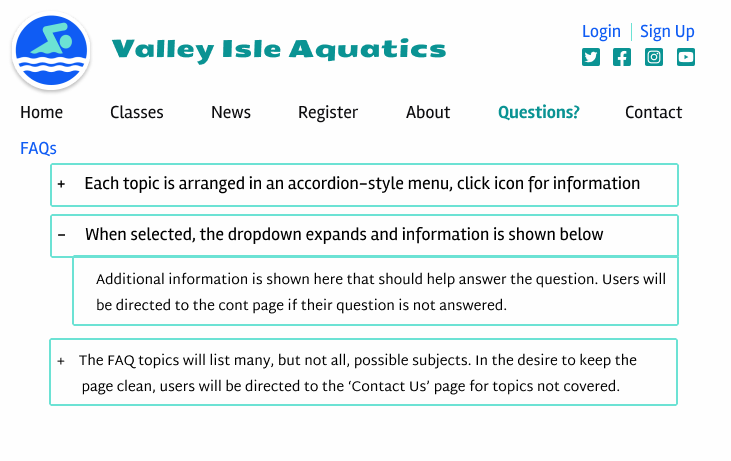 Valley Isle Aquatics
Login | Sign Up
Home Classes News Register About Questions? Contact
FAQs
+ Each topic is arranged in an accordion-style menu, click icon for information
– When selected, the dropdown expands and information is shown below
Additional information is shown here that should help answer the question. Users will
be directed to the cont page if their question is not answered.
+ The FAQ topics will list many, but not all, possible subjects. In the desire to keep the
page clean, users will be directed to the ‘Contact Us’ page for topics not covered.